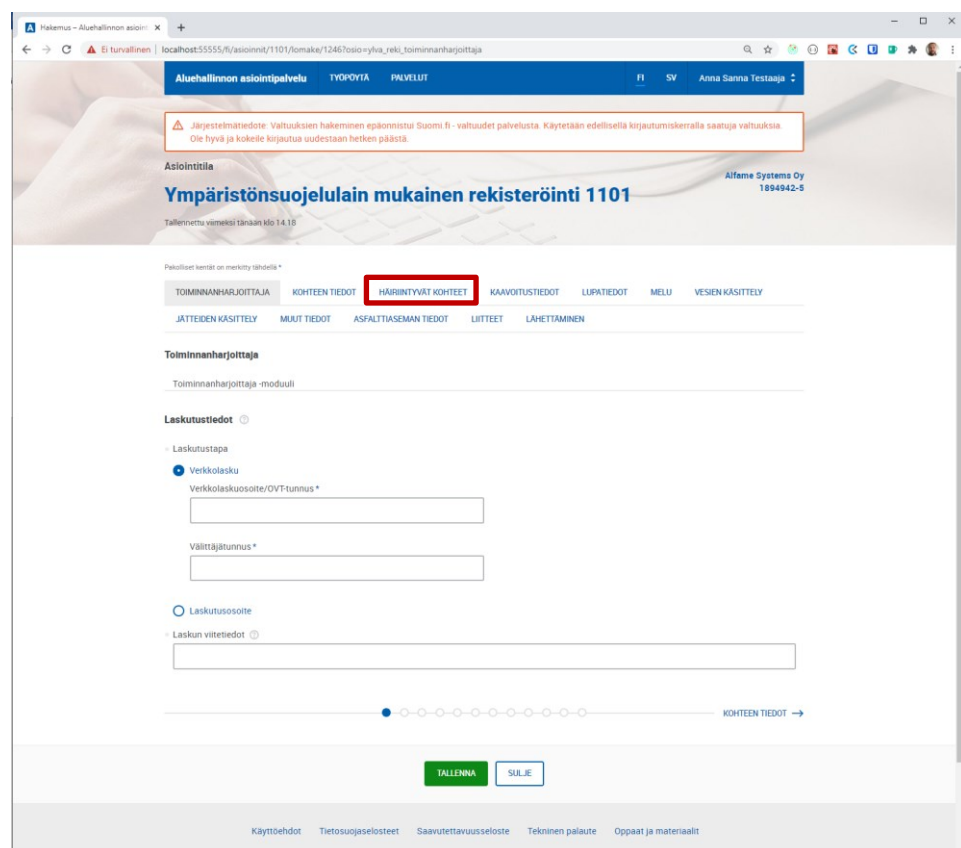 Hakemus – Aluehallinnon asioint
Ei turvallinen | localhost:55555/fi/asioinnit/1101/lomake/1246?osio=ylva_reki_toiminnanharjoittaja
Aluehallinnon asiointipalvelu TYÖPÖYTÄ PALVELUT FI SV Anna Sanna Testaaja
Järjestelmätiedote: Valtuuksien hakeminen epäonnistui Suomi.fi - valtuudet palvelusta. Käytetään edellisellä kirjautumiskerralla saatuja valtuuksia.
Ole hyvä ja kokeile kirjautua uudestaan hetken päästä.
Asiointitila
Alfame Systems Oy
1894942-5
Ympäristönsuojelulain mukainen rekisteröinti 1101
Tallennettu viimeksi tänään klo 14.18
Pakolliset kentät on merkitty tähdellä *
TOIMINNANHARJOITTAJA KOHTEEN TIEDOT HÄIRIINTYVÄT KOHTEET KAAVOITUSTIEDOT LUPATIEDOT MELU VESIEN KÄSITTELY
JÄTTEIDEN KÄSITTELY MUUT TIEDOT ASFALTTIASEMAN TIEDOT LIITTEET LÄHETTÄMINEN
Toiminnanharjoittaja
Toiminnanharjoittaja -moduuli
Laskutustiedot
Laskutustapa
Verkkolasku
Verkkolaskuosoite/OVT-tunnus *
Välittäjätunnus *
Laskutusosoite
Laskun viitetiedot
KOHTEEN TIEDOT →
TALLENNA SULJE
Käyttöehdot Tietosuojaselosteet Saavutettavuusseloste Tekninen palaute Oppaat ja materiaalit